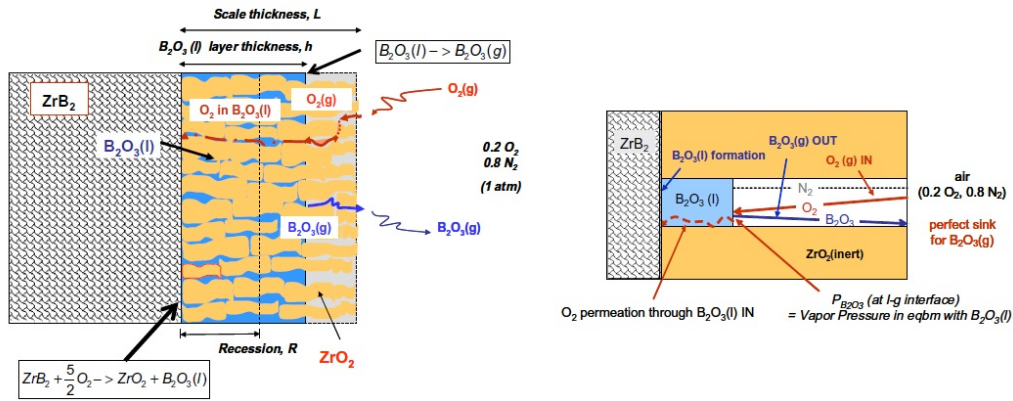 Scale thickness, L
B₂O₃ (l) layer thickness, h
B₂O₃(l) – > B₂O₃(g)
ZrB₂
O₂ in B₂O₃(l)
O₂(g)
O₂(g)
B₂O₃(l)
0.2 O₂
0.8 N₂
(1 atm)
B₂O₃(g)
B₂O₃(g)
Recession, R
ZrO₂
ZrB₂ + 5/2 O₂ – > ZrO₂ + B₂O₃(l)
ZrB₂
B₂O₃(l) formation
B₂O₃(g) OUT
O₂ (g) IN
air
(0.2 O₂, 0.8 N₂)
B₂O₃ (l)
N₂
O₂
B₂O₃
perfect sink
for B₂O₃(g)
ZrO₂(inert)
O₂ permeation through B₂O₃(l) IN
P_B2O3 (at l-g interface)
= Vapor Pressure in eqbm with B₂O₃(l)